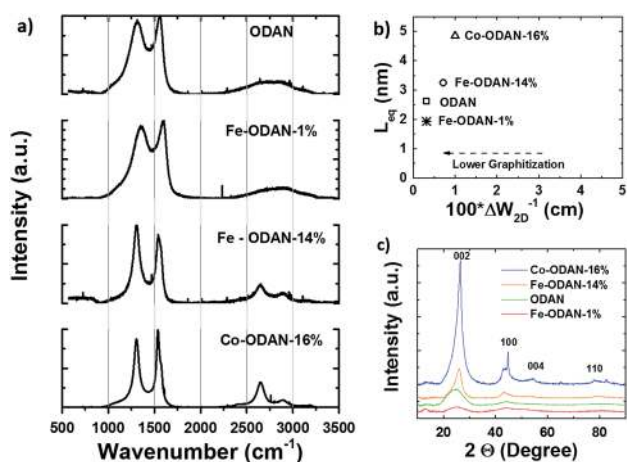 a)
ODAN
Fe-ODAN-1%
Fe - ODAN-14%
Co-ODAN-16%
Intensity (a.u.)
500 1000 1500 2000 2500 3000 3500
Wavenumber (cm-1)
b)
5
4
3
2
1
0
Co-ODAN-16%
Fe-ODAN-14%
ODAN
Fe-ODAN-1%
Lower Graphitization
Leq (nm)
0 1 2 3 4 5
100*ΔW2D-1 (cm)
c)
002
Co-ODAN-16%
Fe-ODAN-14%
ODAN
Fe-ODAN-1%
100
004
110
Intensity (a.u.)
20 40 60 80
2 Θ (Degree)